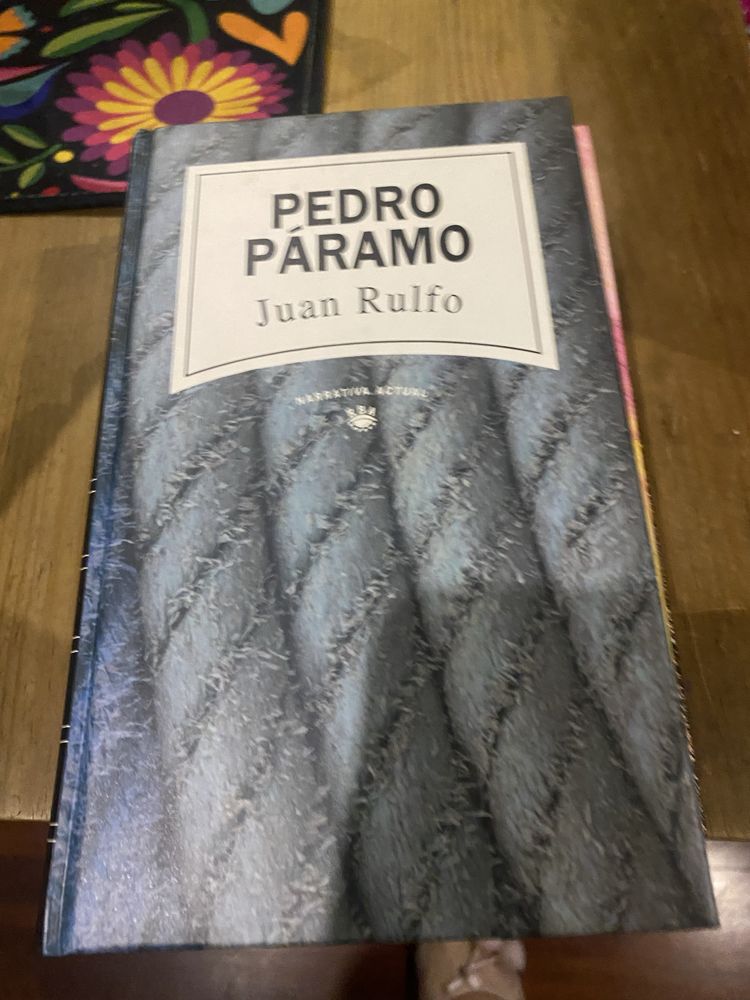 PEDRO
PÁRAMO
Juan Rulfo
NARRATIVA ACTUAL
RBA